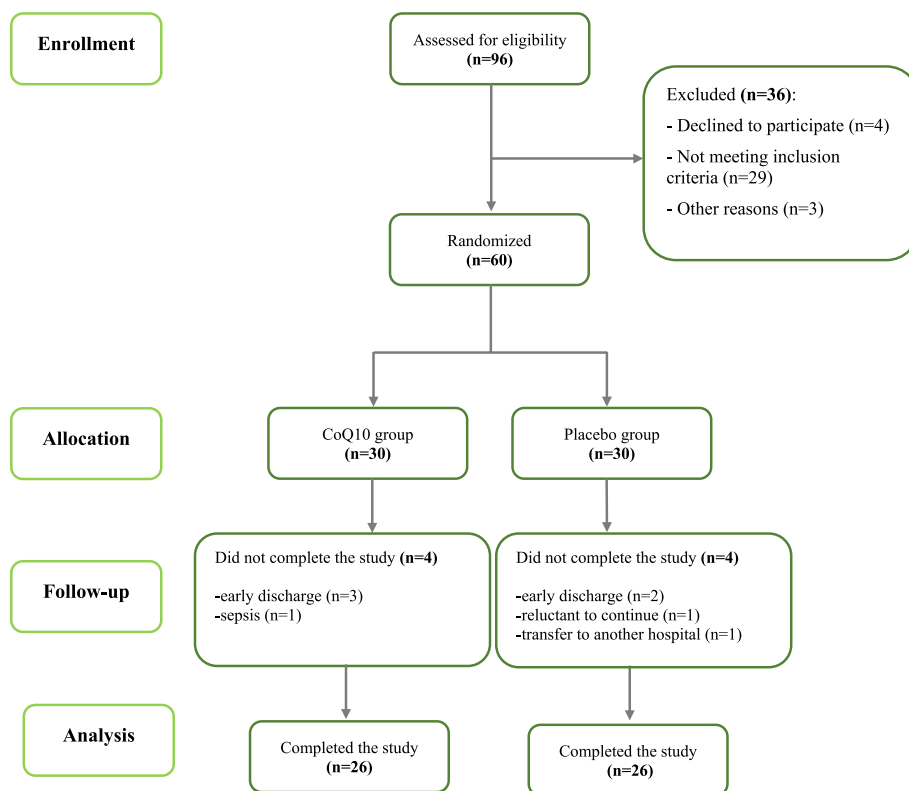 Enrollment
Assessed for eligibility
(n=96)
Excluded (n=36):
- Declined to participate (n=4)
- Not meeting inclusion
criteria (n=29)
- Other reasons (n=3)
Randomized
(n=60)
Allocation
CoQ10 group
(n=30)
Placebo group
(n=30)
Follow-up
Did not complete the study (n=4)
-early discharge (n=3)
-sepsis (n=1)
Did not complete the study (n=4)
-early discharge (n=2)
-reluctant to continue (n=1)
-transfer to another hospital (n=1)
Analysis
Completed the study
(n=26)
Completed the study
(n=26)